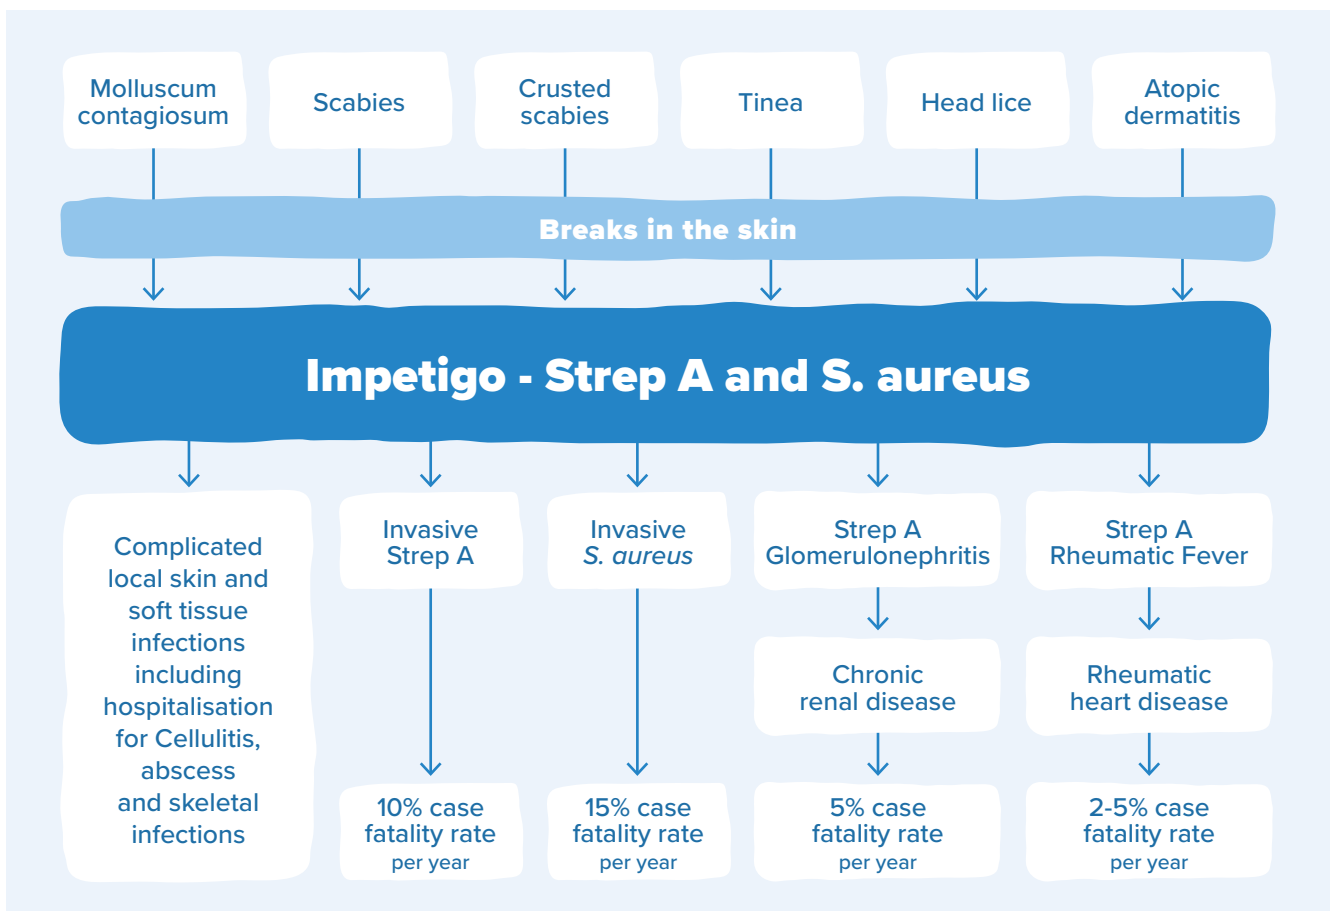 Molluscum
contagiosum
Scabies
Crusted
scabies
Tinea
Head lice
Atopic
dermatitis
Breaks in the skin
Impetigo - Strep A and S. aureus
Complicated
local skin and
soft tissue
infections
including
hospitalisation
for Cellulitis,
abscess
and skeletal
infections
Invasive
Strep A
10% case
fatality rate
per year
Invasive
S. aureus
15% case
fatality rate
per year
Strep A
Glomerulonephritis
Chronic
renal disease
5% case
fatality rate
per year
Strep A
Rheumatic Fever
Rheumatic
heart disease
2-5% case
fatality rate
per year